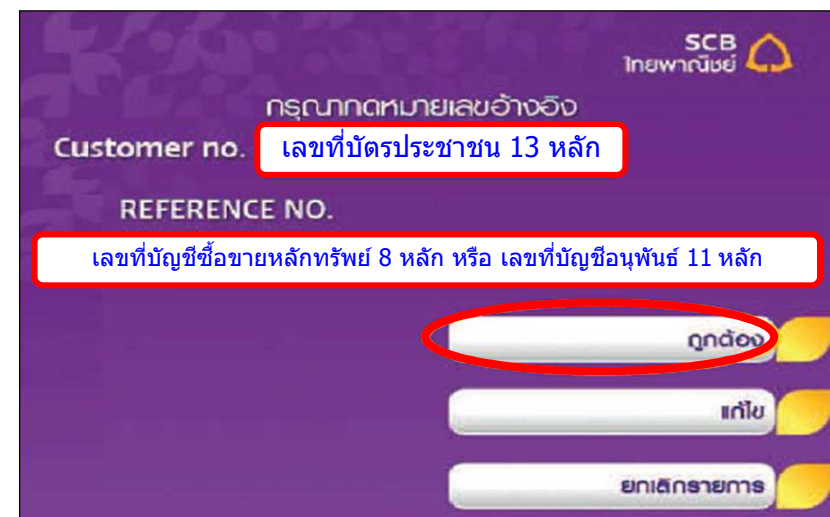 SCB
ไทยพาณิชย์
กรุณากดหมายเลขอ้างอิง
Customer no. เลขที่บัตรประชาชน 13 หลัก
REFERENCE NO.
เลขที่บัญชีซื้อขายหลักทรัพย์ 8 หลัก หรือ เลขที่บัญชีอนุพันธ์ 11 หลัก
ถูกต้อง
แก้ไข
ยกเลิกรายการ